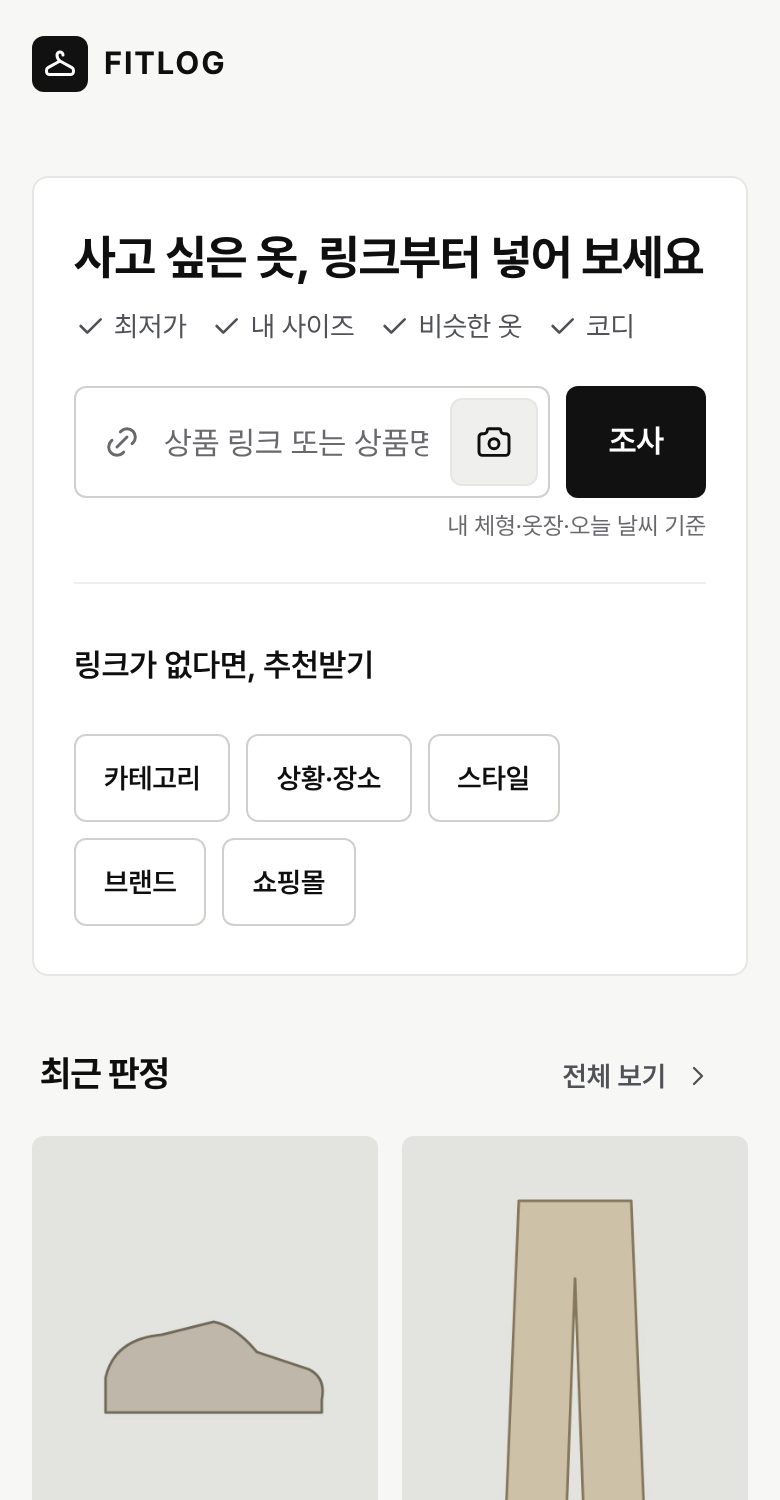 FITLOG
사고 싶은 옷, 링크부터 넣어 보세요
최저가 내 사이즈 비슷한 옷 코디
상품 링크 또는 상품명
조사
내 체형·옷장·오늘 날씨 기준
링크가 없다면, 추천받기
카테고리 상황·장소 스타일
브랜드 쇼핑몰
최근 판정 전체 보기